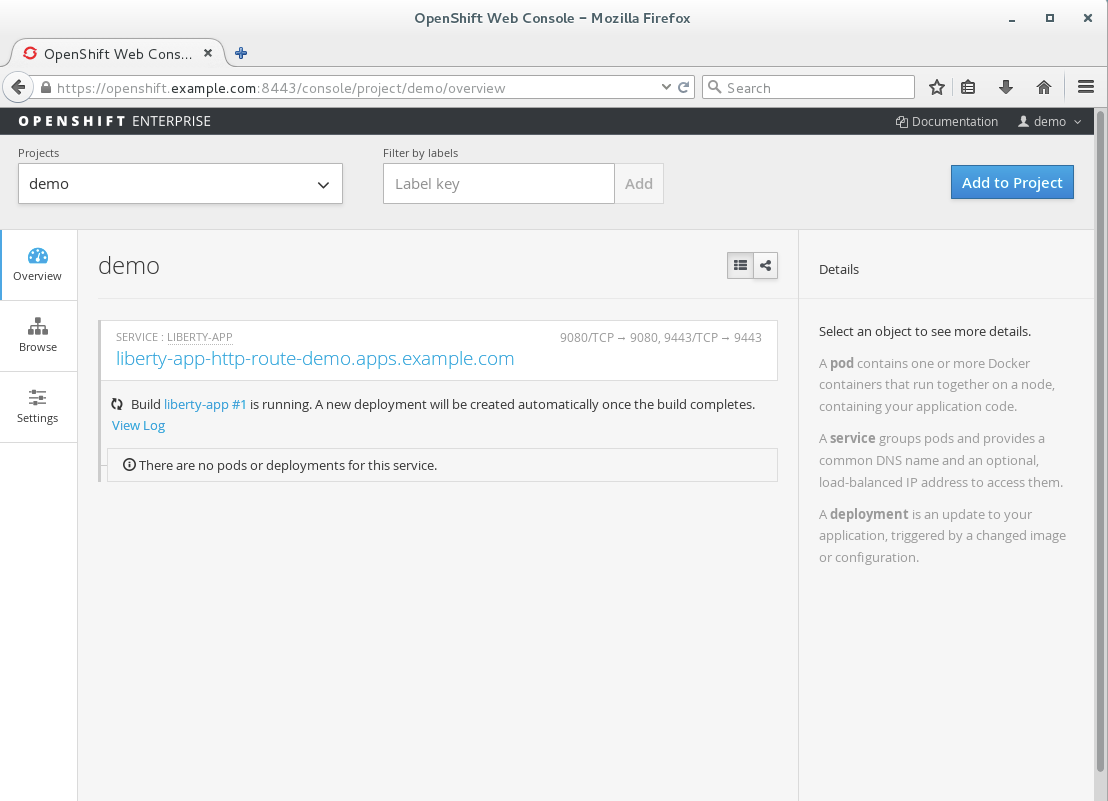 OpenShift Web Console - Mozilla Firefox
OpenShift Web Cons...
https://openshift.example.com:8443/console/project/demo/overview
Search
OPENSHIFT ENTERPRISE
Documentation
demo
Projects
Filter by labels
demo
Label key
Add
Add to Project
Overview
Browse
Settings
demo
SERVICE : LIBERTY-APP
9080/TCP → 9080, 9443/TCP → 9443
liberty-app-http-route-demo.apps.example.com
Build liberty-app #1 is running. A new deployment will be created automatically once the build completes.
View Log
There are no pods or deployments for this service.
Details
Select an object to see more details.
A pod contains one or more Docker
containers that run together on a node,
containing your application code.
A service groups pods and provides a
common DNS name and an optional,
load-balanced IP address to access them.
A deployment is an update to your
application, triggered by a changed image
or configuration.